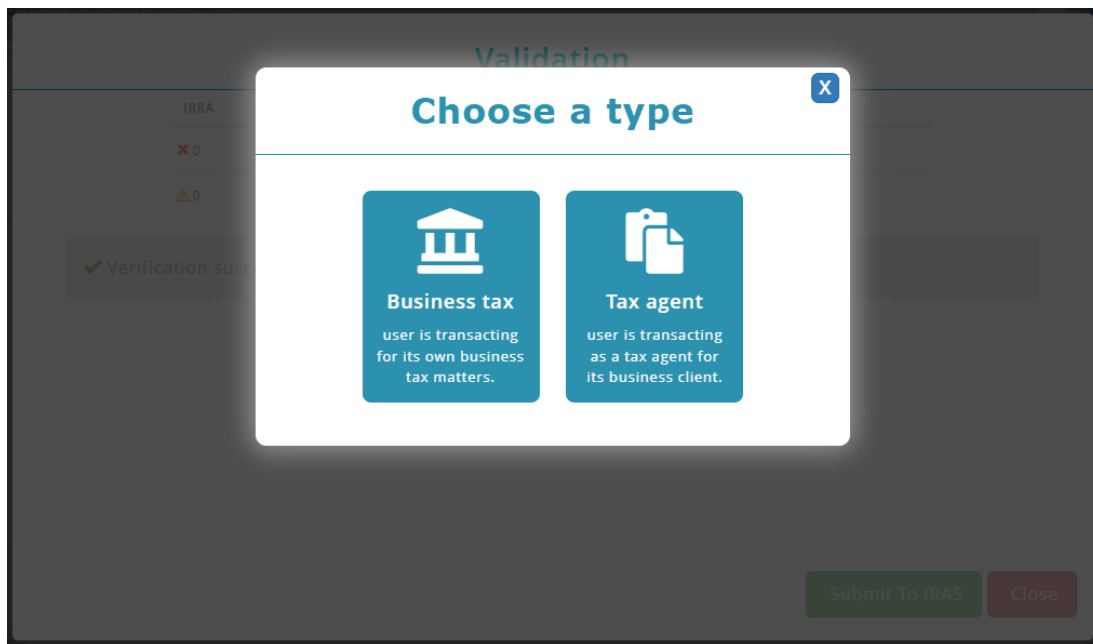 Validation
Choose a type
X
IR8A
0
0
Verification succ
Business tax
user is transacting
for its own business
tax matters.
Tax agent
user is transacting
as a tax agent for
its business client.
Submit To IRAS
Close